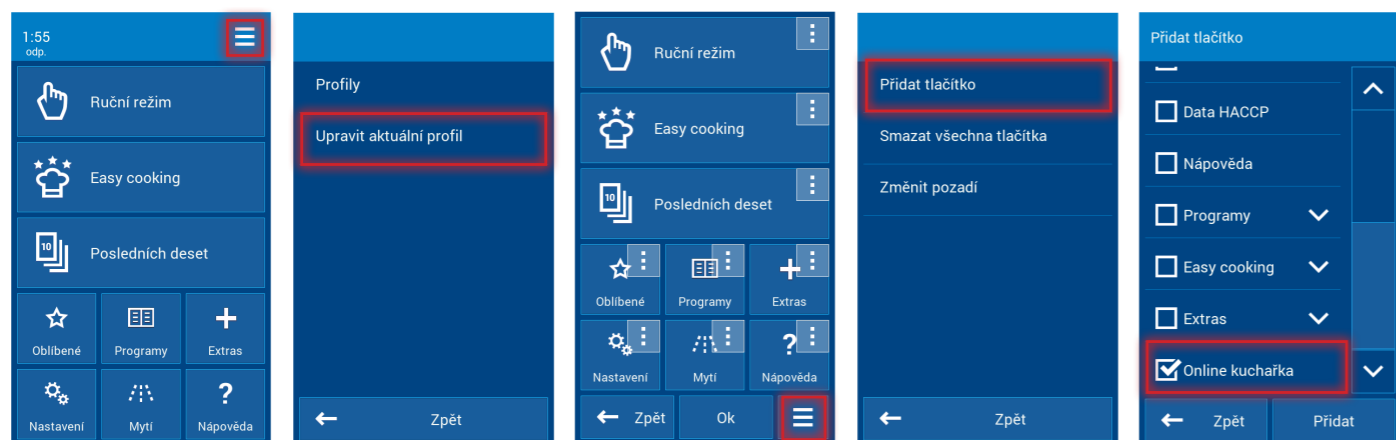 1:55
odp.
Ruční režim
Easy cooking
10
Posledních deset
Oblíbené
Programy
Extras
Nastavení
Mytí
?
Nápověda
Profily
Upravit aktuální profil
Zpět
Ruční režim
Easy cooking
10
Posledních deset
Oblíbené
Programy
Extras
Nastavení
Mytí
?
Nápověda
Zpět
Ok
Přidat tlačítko
Smazat všechna tlačítka
Změnit pozadí
Zpět
Přidat tlačítko
Data HACCP
Nápověda
Programy
Easy cooking
Extras
Online kuchařka
Zpět
Přidat